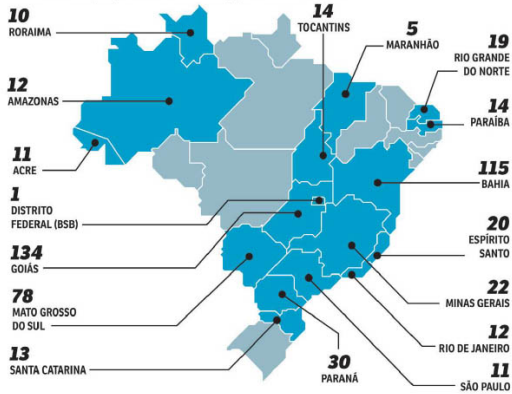 10
RORAIMA
14
TOCANTINS
5
MARANHÃO
19
RIO GRANDE
DO NORTE
12
AMAZONAS
14
PARAÍBA
11
ACRE
115
BAHIA
1
DISTRITO
FEDERAL (BSB)
20
ESPÍRITO
SANTO
134
GOIÁS
22
MINAS GERAIS
78
MATO GROSSO
DO SUL
12
RIO DE JANEIRO
13
SANTA CATARINA
30
PARANÁ
11
SÃO PAULO